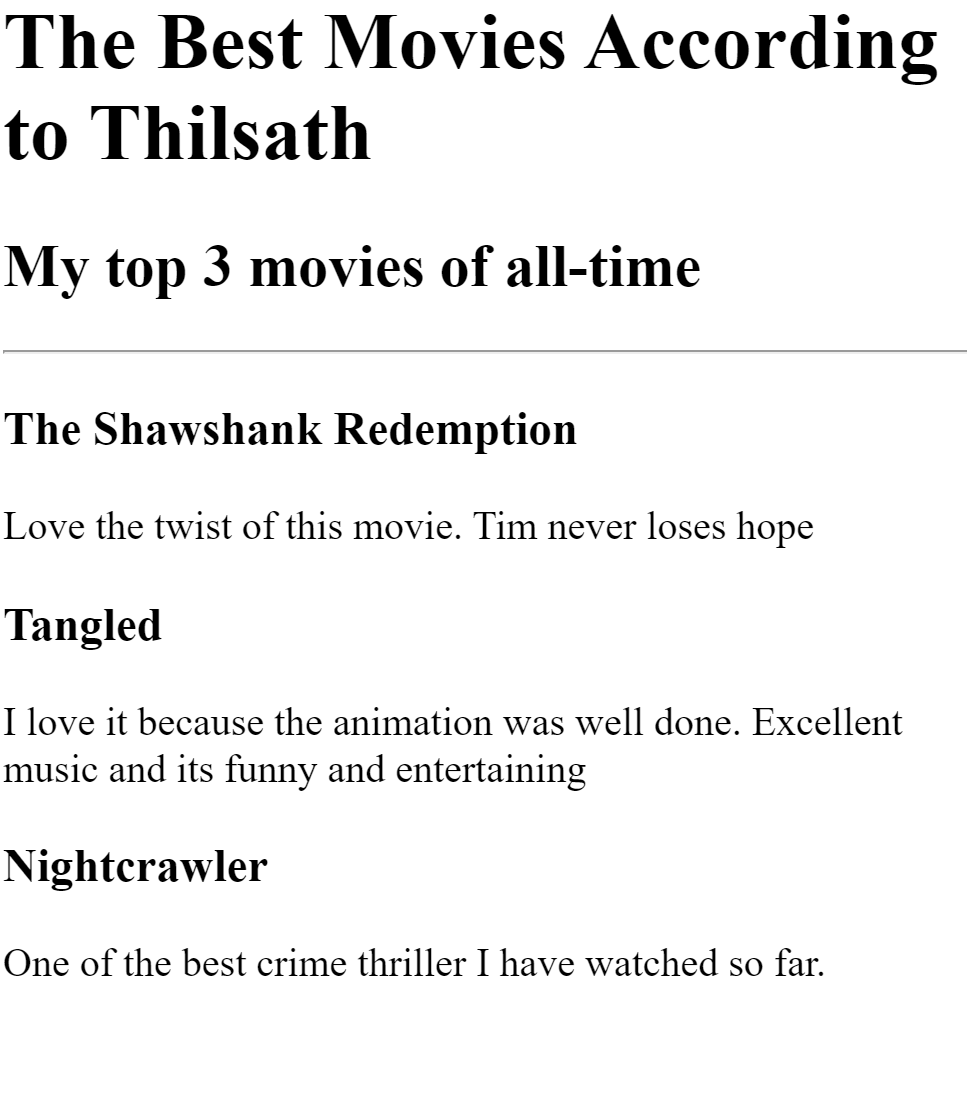 The Best Movies According
to Thilsath
My top 3 movies of all-time
The Shawshank Redemption
Love the twist of this movie. Tim never loses hope
Tangled
I love it because the animation was well done. Excellent
music and its funny and entertaining
Nightcrawler
One of the best crime thriller I have watched so far.